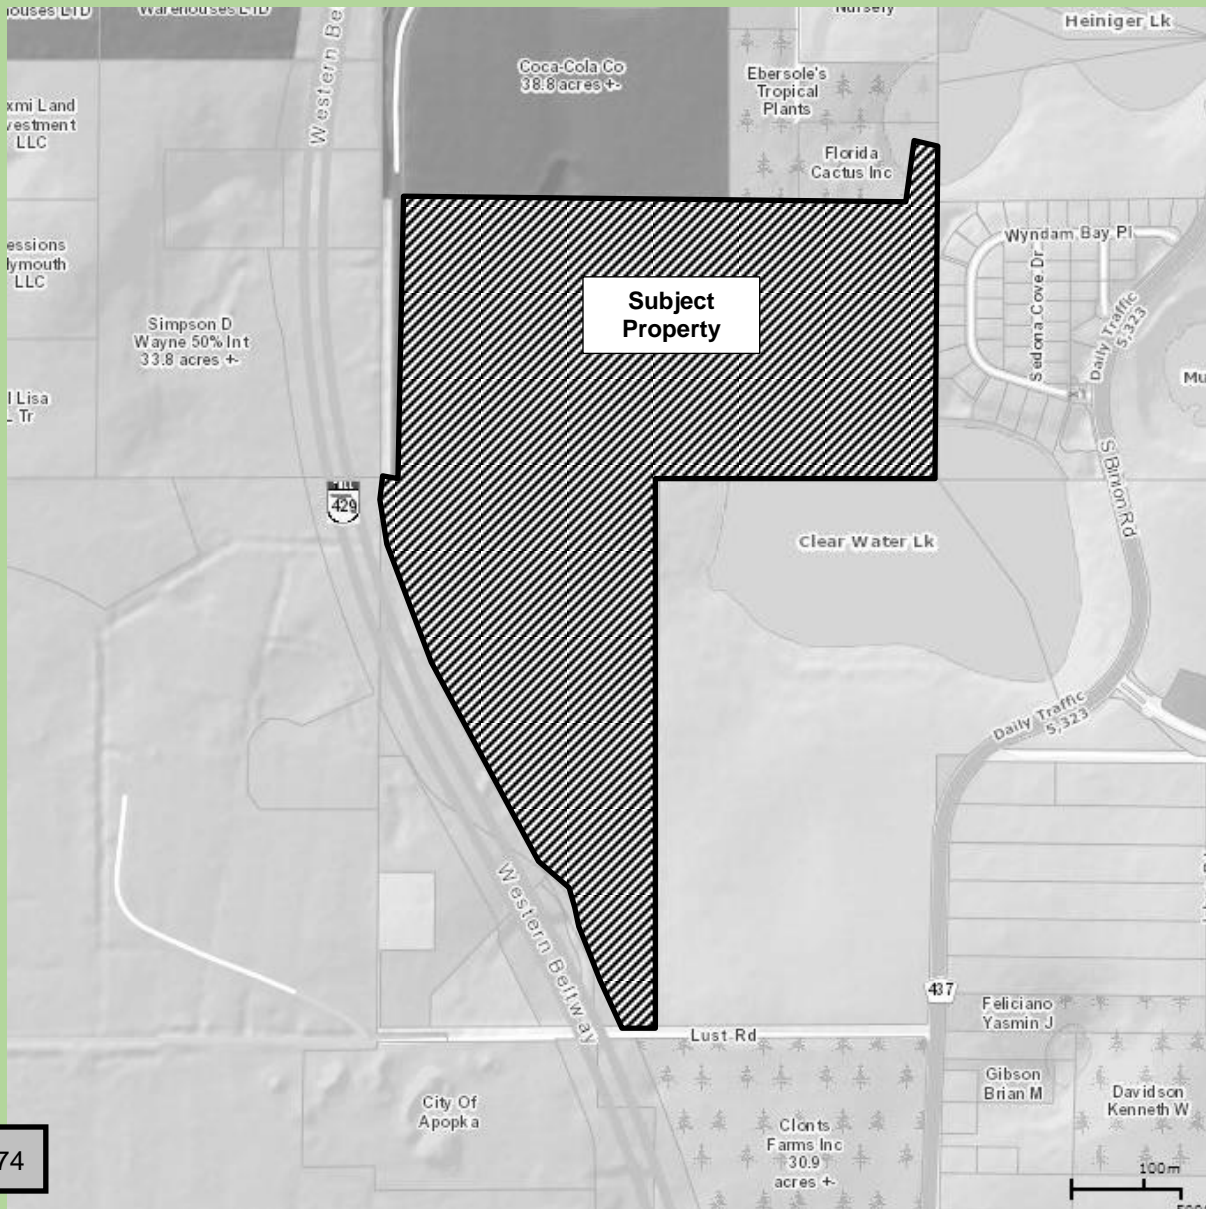 Warehouses LTD
Western Be
Nursery
Heiniger Lk
Coca-Cola Co
38.8 acres +-
Ebersole's
Tropical
Plants
LLC
Florida
Cactus Inc
Wyndam Bay Pl
Sedona Cove Dr
Daily Traffic
5,323
LLC
Subject
Property
Simpson D
Wayne 50% Int
33.8 acres +-
Lisa
Tr
S Binion Rd
429
Clear Water Lk
Daily Traffic
5,323
Western Beltway
437
Feliciano
Yasmin J
Lust Rd
Gibson
Brian M
Davidson
Kenneth W
City Of
Apopka
Clonts
Farms Inc
30.9
acres +-
74
100m